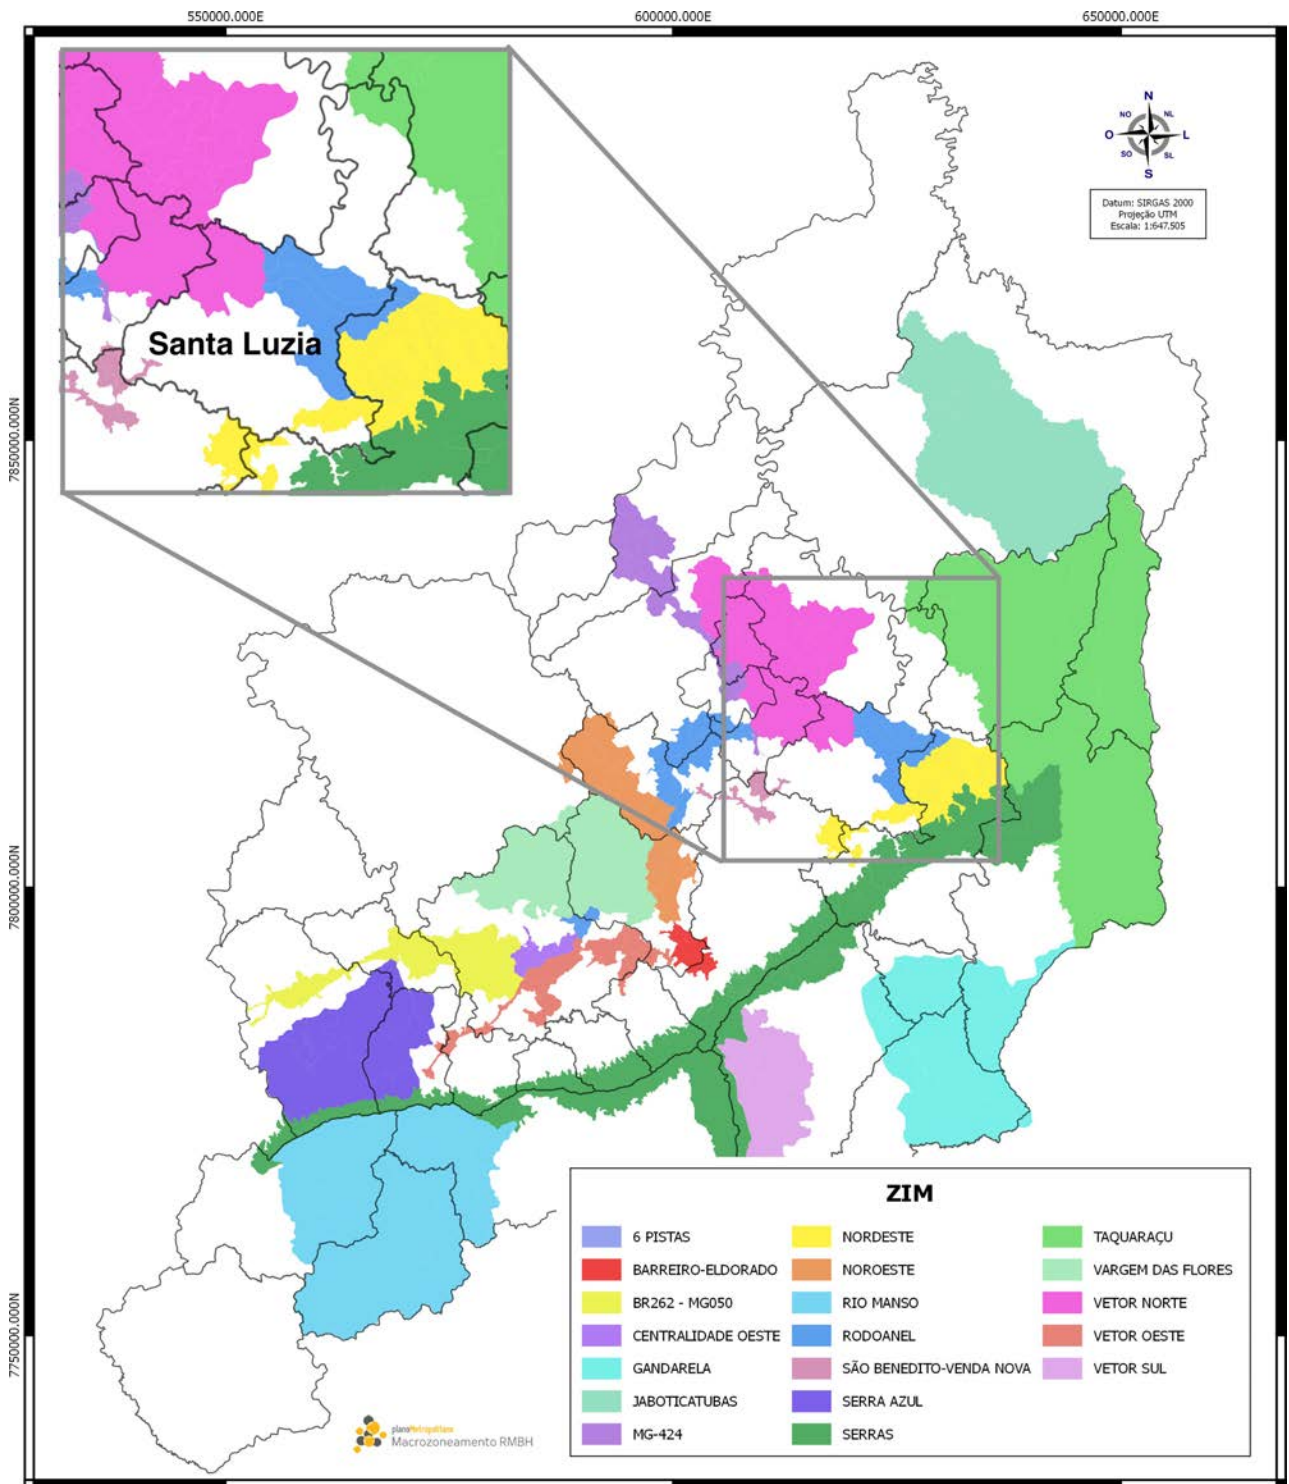 550000.000E 600000.000E 650000.000E
N
NO NL
O L
SO SL
S
Datum: SIRGAS 2000
Projeção UTM
Escala: 1:647.505
Santa Luzia
7850000.000N
7800000.000N
7750000.000N
ZIM
6 PISTAS
BARREIRO-ELDORADO
BR262 - MG050
CENTRALIDADE OESTE
GANDARELA
JABOTICATUBAS
MG-424
NORDESTE
NOROESTE
RIO MANSO
RODOANEL
SÃO BENEDITO-VENDA NOVA
SERRA AZUL
SERRAS
TAQUARAÇU
VARGEM DAS FLORES
VETOR NORTE
VETOR OESTE
VETOR SUL
planoMetropolitano
Macrozoneamento RMBH